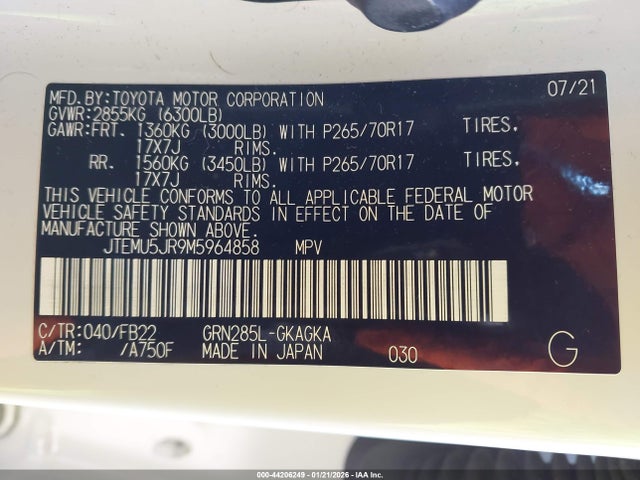 MFD.BY:TOYOTA MOTOR CORPORATION 07/21
GVWR:2855KG (6300LB)
GAWR:FRT. 1360KG (3000LB) WITH P265/70R17 TIRES.
17X7J RIMS.
RR. 1560KG (3450LB) WITH P265/70R17 TIRES.
17X7J RIMS.
THIS VEHICLE CONFORMS TO ALL APPLICABLE FEDERAL MOTOR
VEHICLE SAFETY STANDARDS IN EFFECT ON THE DATE OF
MANUFACTURE SHOWN ABOVE.
JTEMU5JR9M5964858 MPV
C/TR:040/FB22 GRN285L-GKAGKA
A/TM: /A750F MADE IN JAPAN 030 G
000-44206249 - 01/21/2026 - IAA Inc.